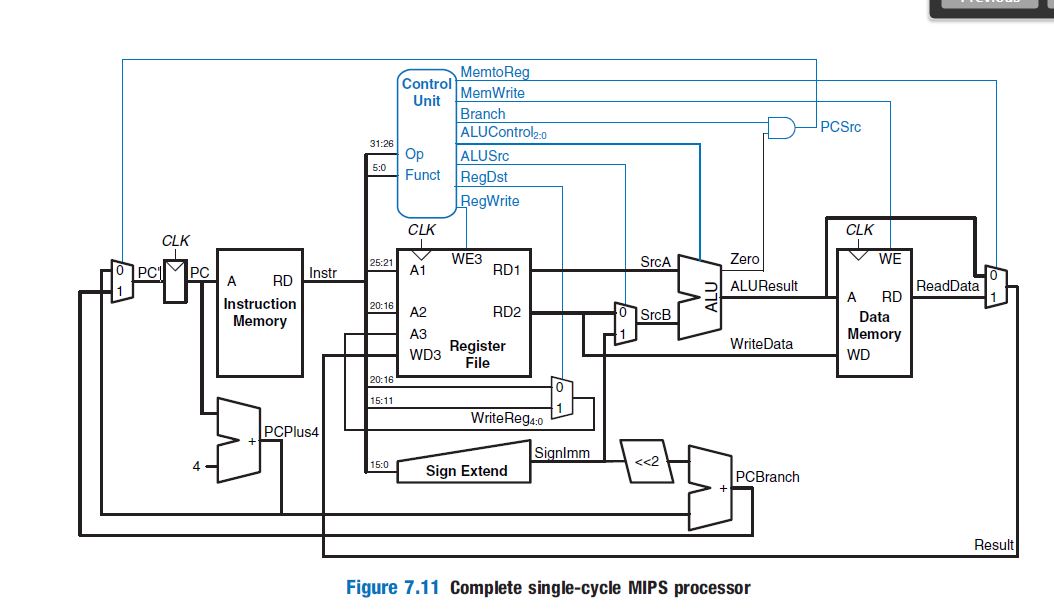 Previous
Control
Unit
MemtoReg
MemWrite
Branch
ALUControl2:0
ALUSrc
RegDst
RegWrite
31:26
Op
5:0
Funct
PCSrc
CLK
CLK
CLK
0
1
PC'
PC
A
RD
Instruction
Memory
Instr
25:21
A1
WE3
RD1
20:16
A2
RD2
A3
WD3
Register
File
SrcA
0
1
SrcB
ALU
Zero
ALUResult
WriteData
WE
A
RD
Data
Memory
WD
ReadData
0
1
20:16
15:11
0
1
WriteReg4:0
+
PCPlus4
4
15:0
Sign Extend
SignImm
<<2
+
PCBranch
Result
Figure 7.11 Complete single-cycle MIPS processor